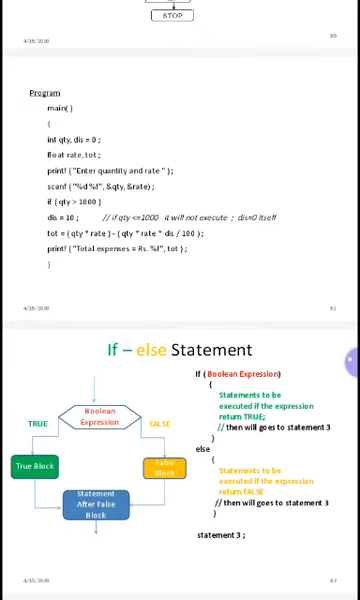 STOP
4/15/2020
80
Program
main( )
{
int qty, dis = 0 ;
float rate, tot ;
printf ( "Enter quantity and rate " ) ;
scanf ( "%d %f", &qty, &rate) ;
if ( qty > 1000 )
dis = 10 ; // if qty <=1000 it will not execute ; dis=0 itself
tot = ( qty * rate ) - ( qty * rate * dis / 100 ) ;
printf ( "Total expenses = Rs. %f", tot ) ;
}
4/15/2020
81
If – else Statement
Boolean
Expression
TRUE
FALSE
True Block
False
Block
Statement
After False
Block
If ( Boolean Expression)
{
Statements to be
executed if the expression
return TRUE;
// then will goes to statement 3
}
else
{
Statements to be
executed if the expression
return FALSE
// then will goes to statement 3
}
statement 3 ;
4/15/2020
82